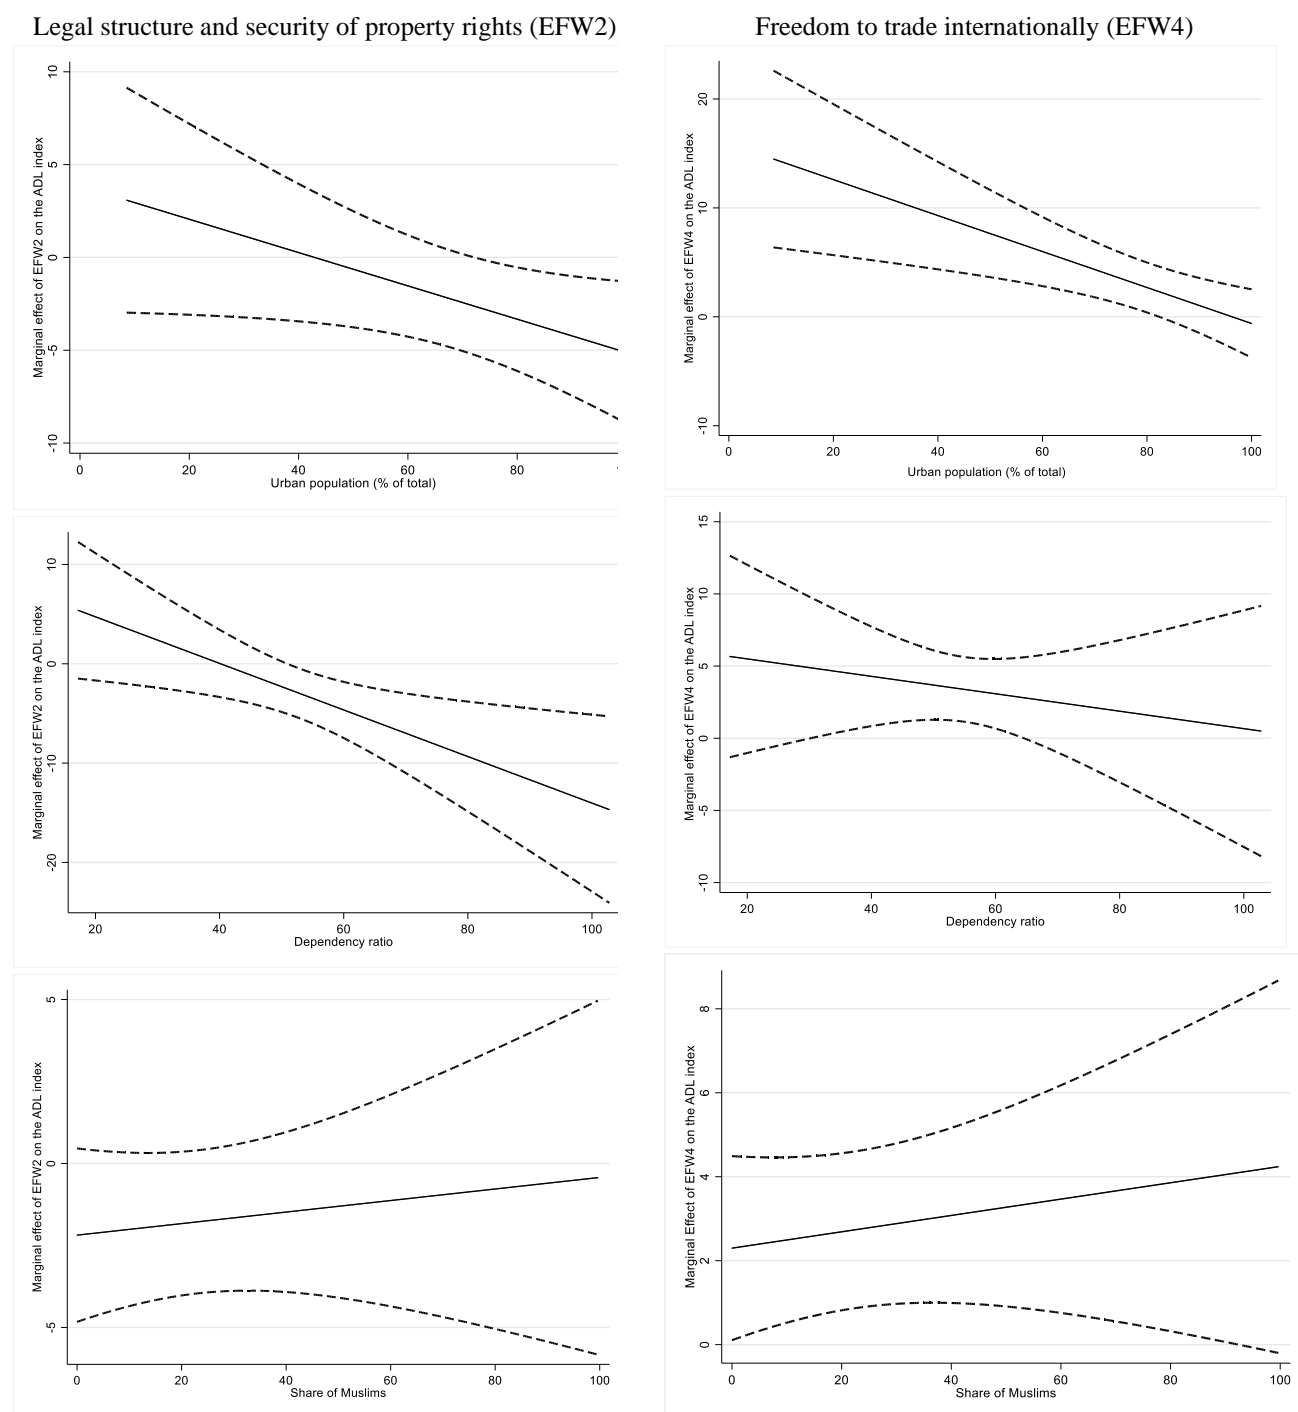 Legal structure and security of property rights (EFW2)
Freedom to trade internationally (EFW4)
Marginal effect of EFW2 on the ADL index
10
5
0
-5
-10
0 20 40 60 80
Urban population (% of total)
Marginal effect of EFW4 on the ADL index
20
10
0
-10
0 20 40 60 80 100
Urban population (% of total)
Marginal effect of EFW2 on the ADL index
10
0
-10
-20
20 40 60 80 100
Dependency ratio
Marginal effect of EFW4 on the ADL index
15
10
5
0
-5
-10
20 40 60 80 100
Dependency ratio
Marginal effect of EFW2 on the ADL index
5
0
-5
0 20 40 60 80 100
Share of Muslims
Marginal Effect of EFW4 on the ADL index
8
6
4
2
0
0 20 40 60 80 100
Share of Muslims